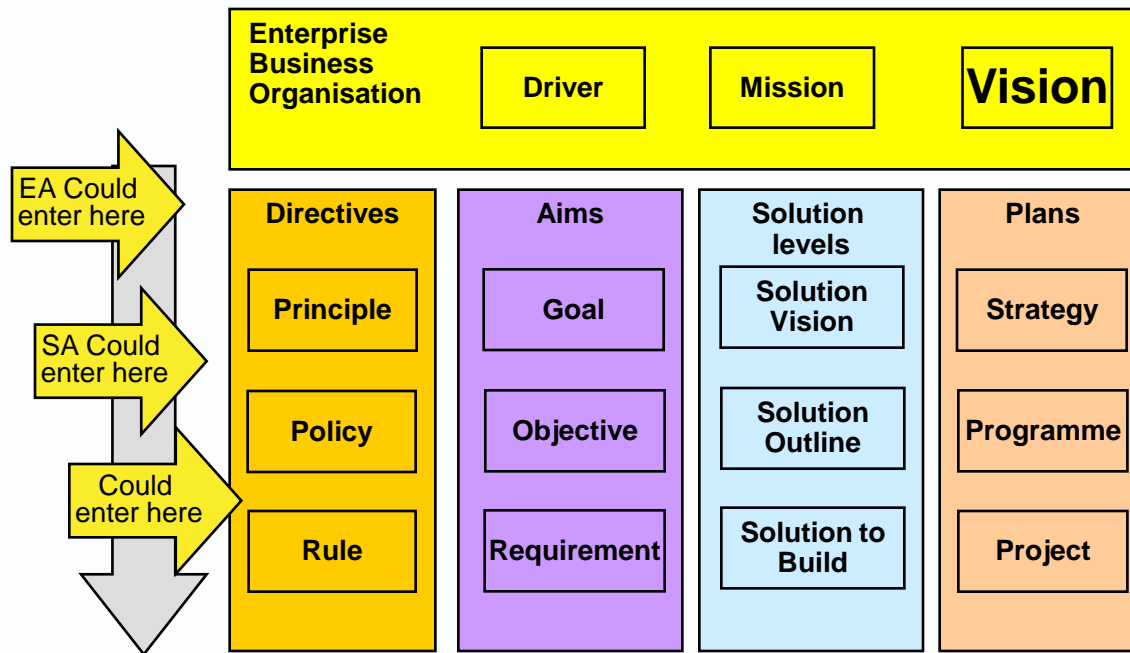 Enterprise
Business
Organisation
Driver
Mission
Vision
EA Could
enter here
SA Could
enter here
Could
enter here
Directives
Principle
Policy
Rule
Aims
Goal
Objective
Requirement
Solution
levels
Solution
Vision
Solution
Outline
Solution to
Build
Plans
Strategy
Programme
Project